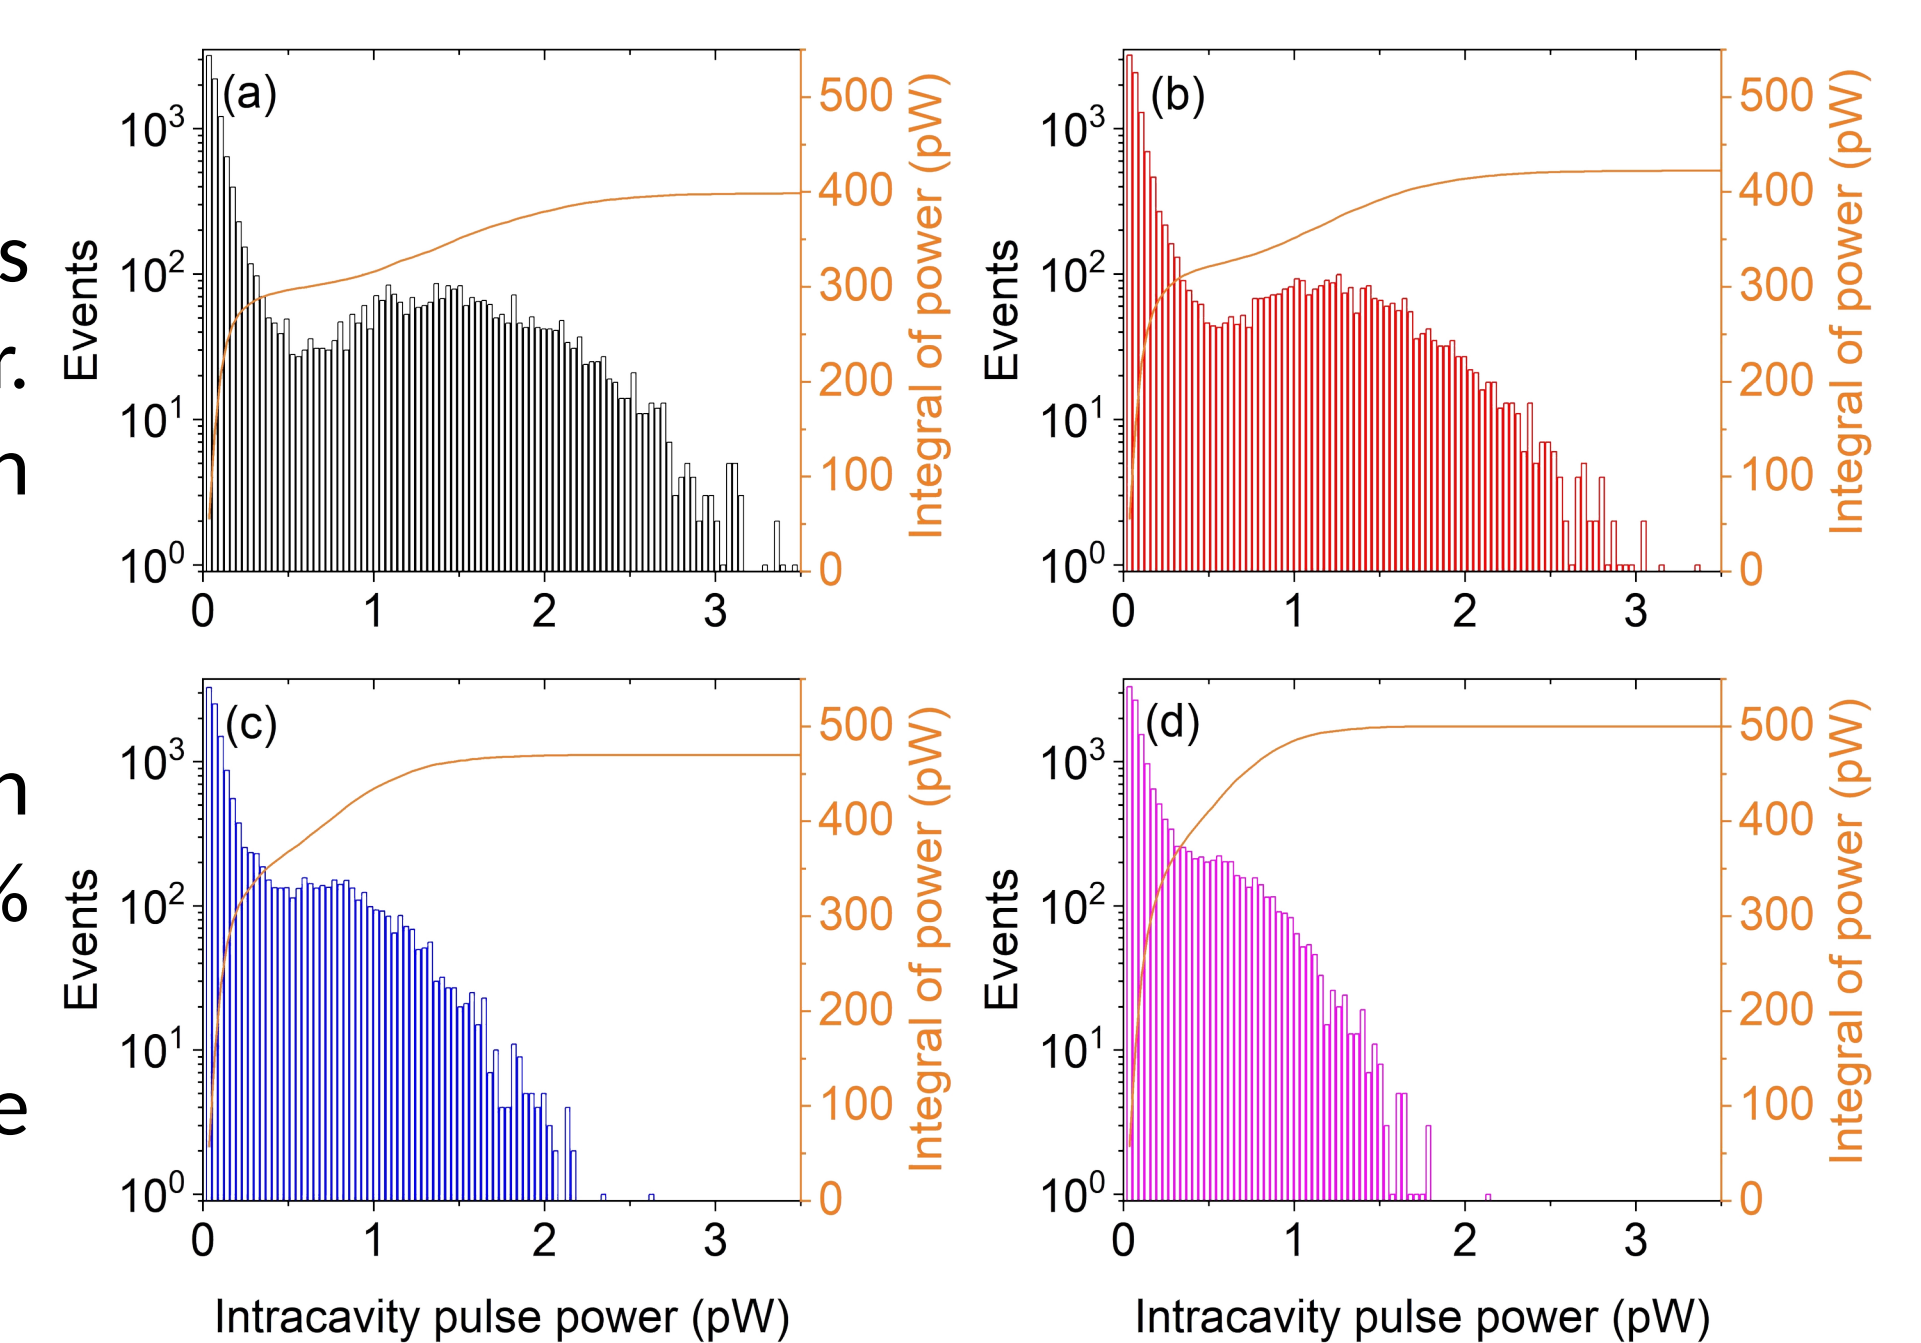 s
r.
n
n
%
e
(a)
Events
10³
10²
10¹
10⁰
0 1 2 3
500
400
300
200
100
0
Integral of power (pW)
(b)
Events
10³
10²
10¹
10⁰
0 1 2 3
500
400
300
200
100
0
Integral of power (pW)
(c)
Events
10³
10²
10¹
10⁰
0 1 2 3
Intracavity pulse power (pW)
500
400
300
200
100
0
Integral of power (pW)
(d)
Events
10³
10²
10¹
10⁰
0 1 2 3
Intracavity pulse power (pW)
500
400
300
200
100
0
Integral of power (pW)